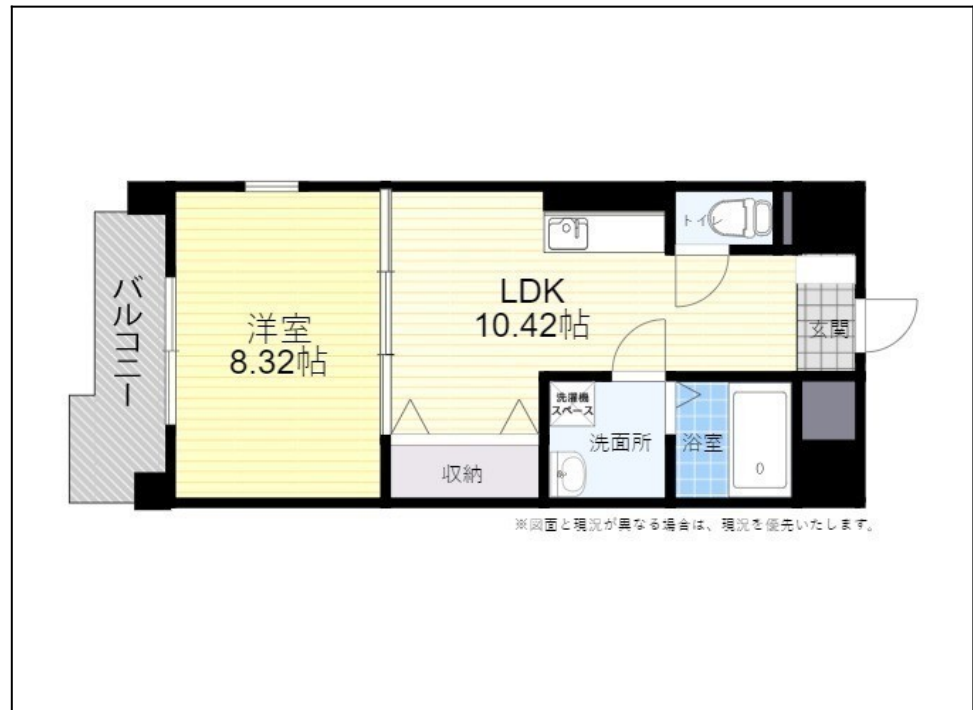 バルコニー
洋室
8.32帖
LDK
10.42帖
トイレ
玄関
洗濯機
スペース
洗面所
浴室
収納
※図面と現況が異なる場合は、現況を優先いたします。